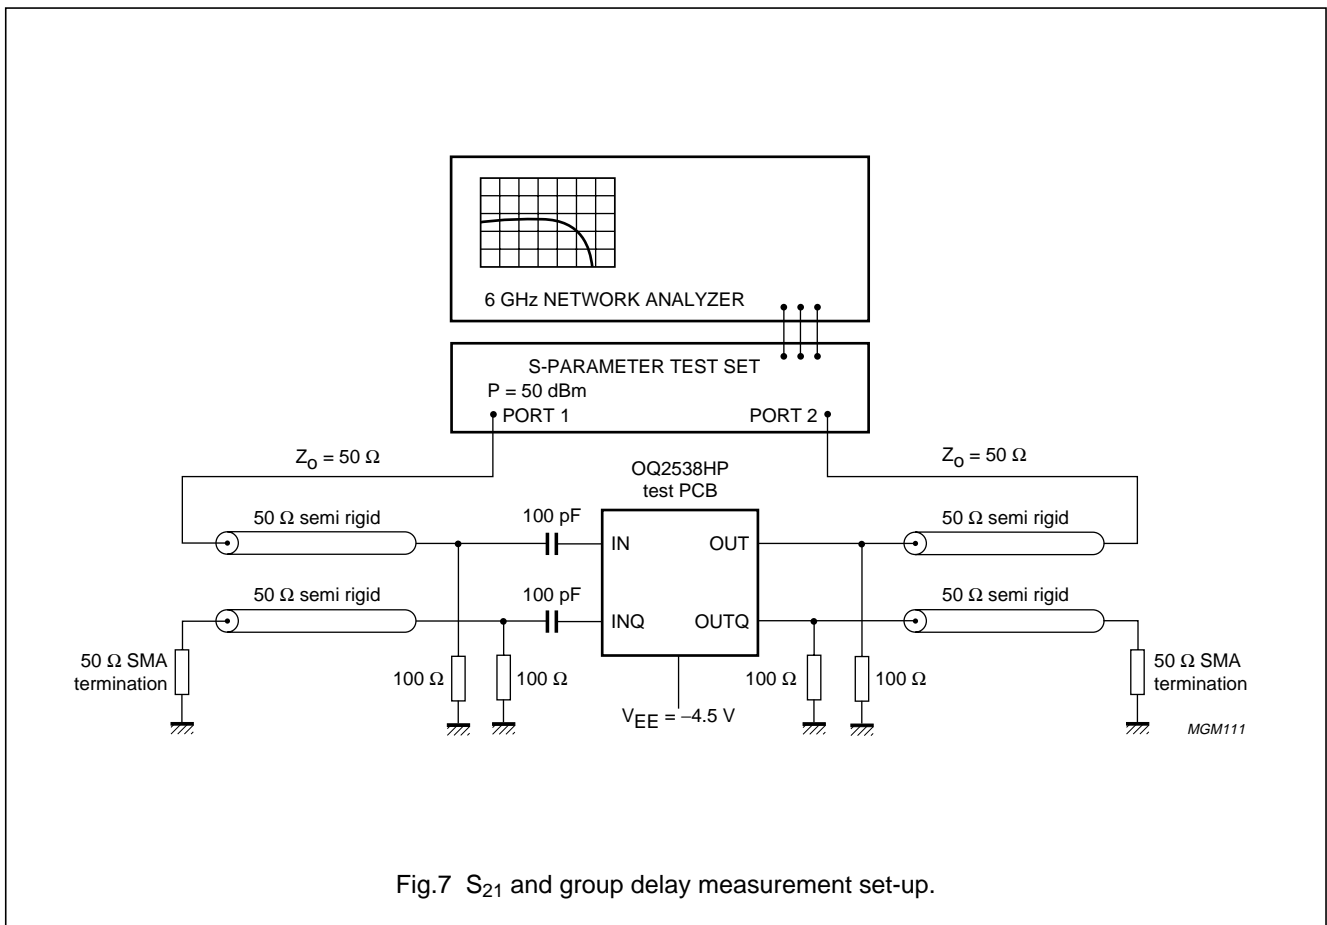 6 GHz NETWORK ANALYZER
S-PARAMETER TEST SET
P = 50 dBm
PORT 1
PORT 2
Zo = 50 Ω
Zo = 50 Ω
OQ2538HP
test PCB
50 Ω semi rigid
100 pF
IN
OUT
50 Ω semi rigid
50 Ω semi rigid
100 pF
INQ
OUTQ
50 Ω semi rigid
50 Ω SMA
termination
100 Ω
100 Ω
100 Ω
100 Ω
50 Ω SMA
termination
VEE = −4.5 V
MGM111
Fig.7 S21 and group delay measurement set-up.